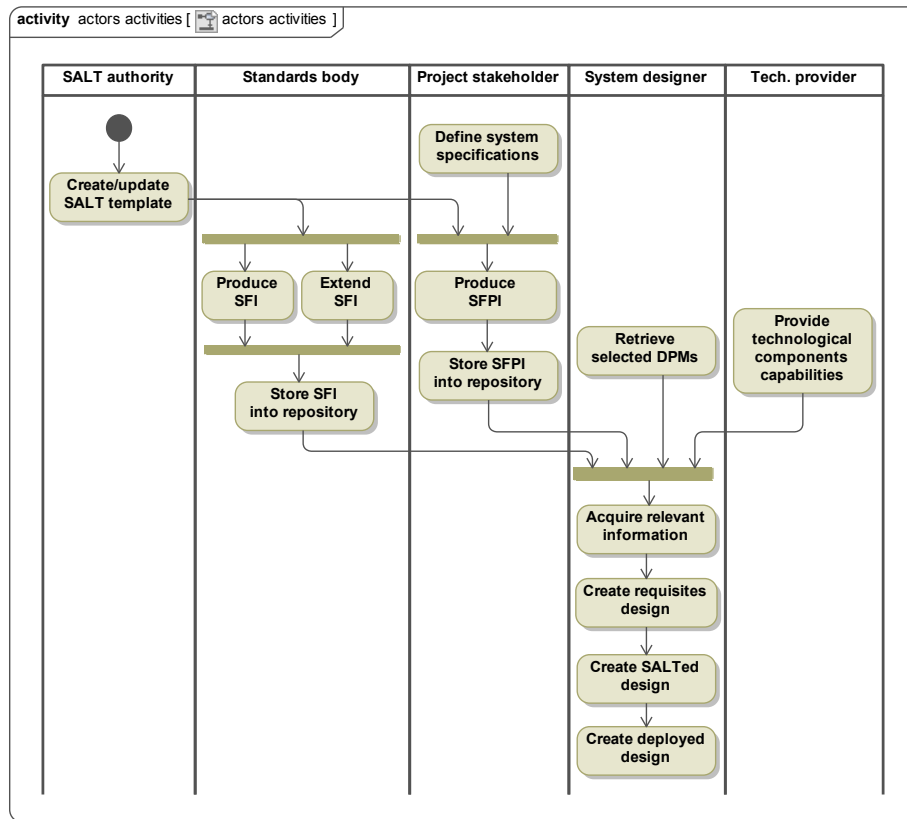 activity actors activities [ actors activities ]
SALT authority
Standards body
Project stakeholder
System designer
Tech. provider
Define system
specifications
Create/update
SALT template
Produce
SFI
Extend
SFI
Produce
SFPI
Provide
technological
components
capabilities
Retrieve
selected DPMs
Store SFPI
into repository
Store SFI
into repository
Acquire relevant
information
Create requisites
design
Create SALTed
design
Create deployed
design